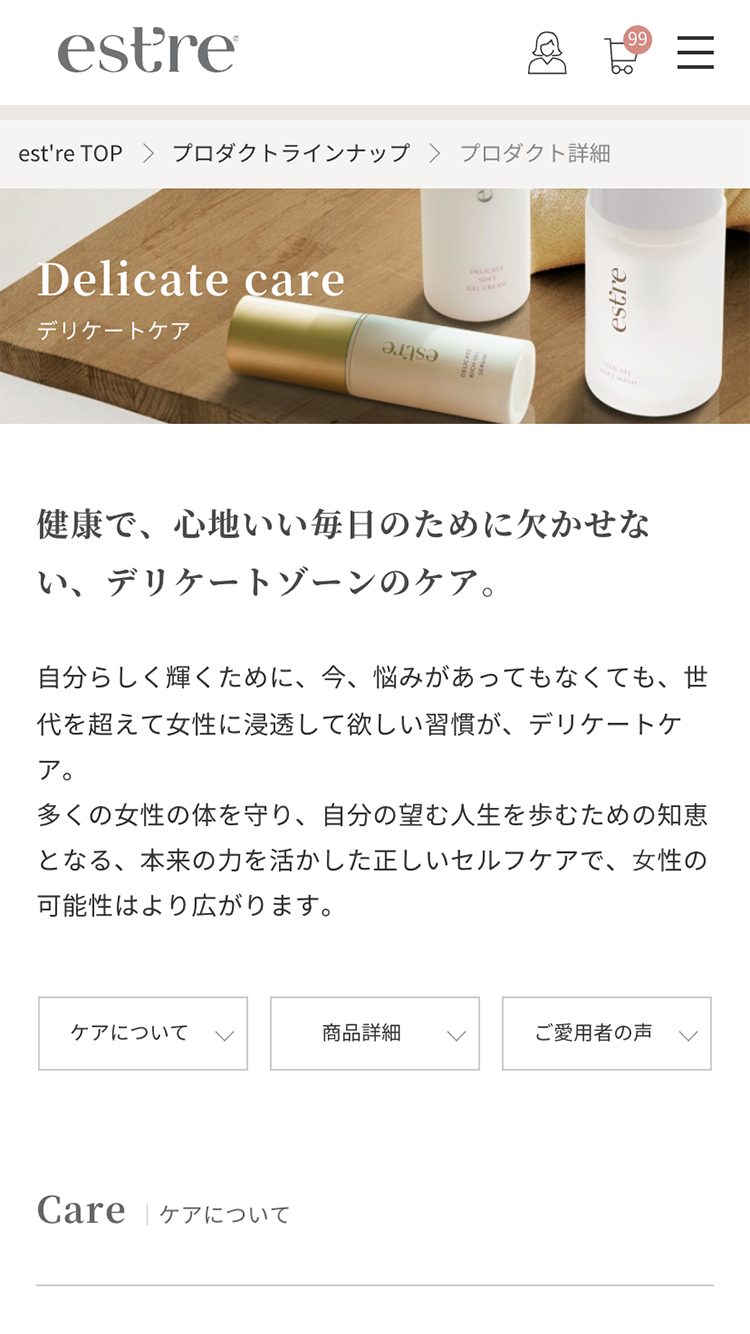 est're
99
est're TOP > プロダクトラインナップ > プロダクト詳細
Delicate care
デリケートケア
DELICATE
SOFT
GEL CREAM
est're
DELICATE
RICH OIL
SERUM
est're
DELICATE
SOFT WASH
健康で、心地いい毎日のために欠かせな
い、デリケートゾーンのケア。
自分らしく輝くために、今、悩みがあってもなくても、世
代を超えて女性に浸透して欲しい習慣が、デリケートケ
ア。
多くの女性の体を守り、自分の望む人生を歩むための知恵
となる、本来の力を活かした正しいセルフケアで、女性の
可能性はより広がります。
ケアについて
商品詳細
ご愛用者の声
Care | ケアについて